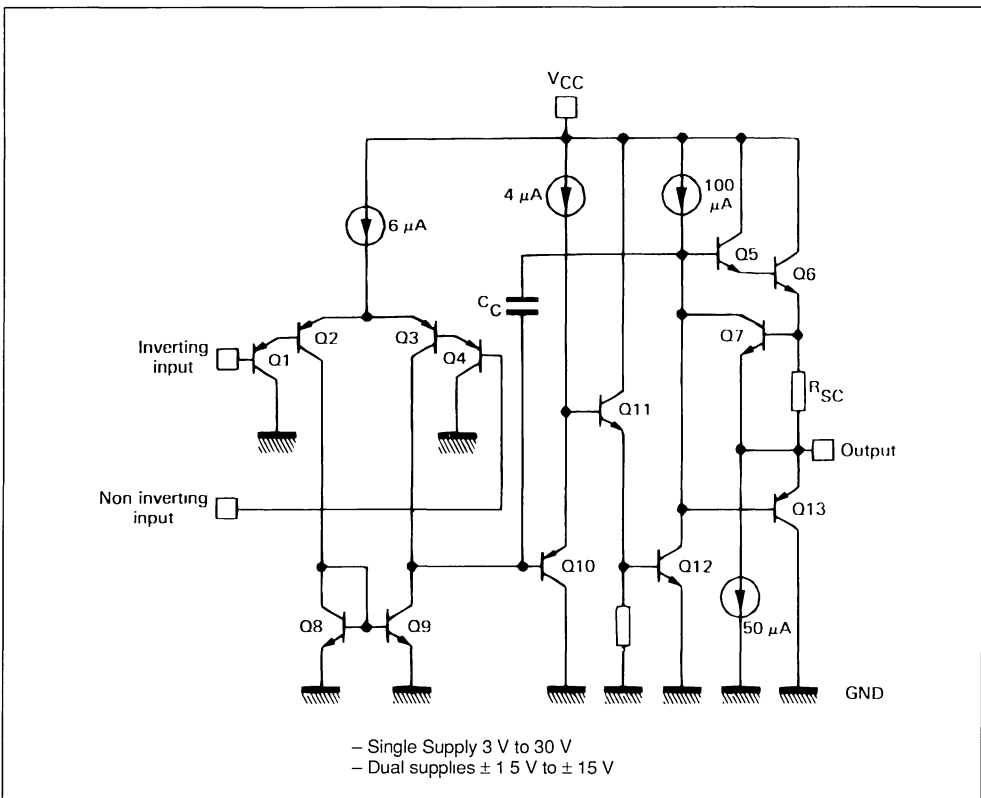 VCC
6 µA
4 µA
100 µA
Q5
Q6
CC
Q2
Q3
Q7
Inverting input
Q1
Q4
RSC
Q11
Output
Non inverting input
Q13
Q10
Q12
Q8
Q9
50 µA
GND
– Single Supply 3 V to 30 V
– Dual supplies ± 1 5 V to ± 15 V